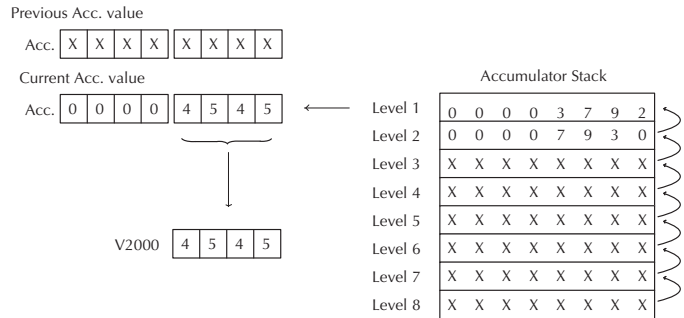 Previous Acc. value
Acc. X X X X X X X X
Current Acc. value
Acc. 0 0 0 0 4 5 4 5
V2000 4 5 4 5
Accumulator Stack
Level 1 0 0 0 0 3 7 9 2
Level 2 0 0 0 0 7 9 3 0
Level 3 X X X X X X X X
Level 4 X X X X X X X X
Level 5 X X X X X X X X
Level 6 X X X X X X X X
Level 7 X X X X X X X X
Level 8 X X X X X X X X